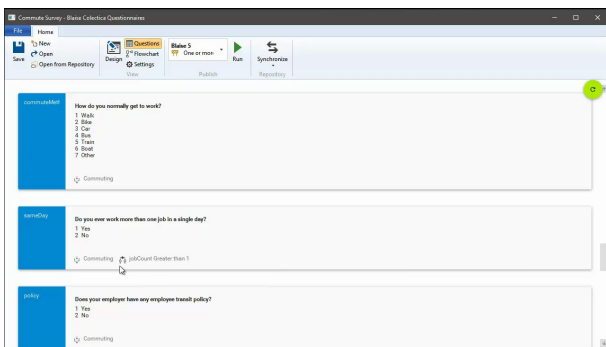 Commute Survey - Blaise Colectica Questionnaires
File Home
Save
New
Open
Open from Repository
Design
Questions
Flowchart
Settings
View
Blaise 5
One or mor
Publish
Run
Synchronize
Repository
commuteMet
How do you normally get to work?
1 Walk
2 Bike
3 Car
4 Bus
5 Train
6 Boat
7 Other
Commuting
sameDay
Do you ever work more than one job in a single day?
1 Yes
2 No
Commuting jobCount Greater than 1
policy
Does your employer have any employee transit policy?
1 Yes
2 No
Commuting